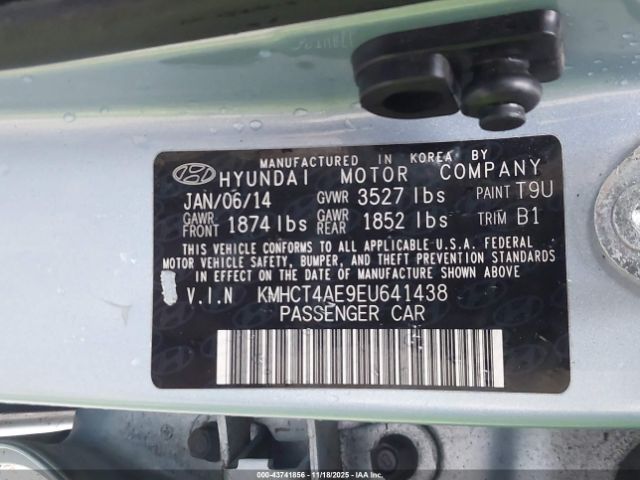 MANUFACTURED IN KOREA BY
HYUNDAI MOTOR COMPANY
JAN/06/14 GVWR 3527 lbs PAINT T9U
GAWR FRONT 1874 lbs GAWR REAR 1852 lbs TRIM B1
THIS VEHICLE CONFORMS TO ALL APPLICABLE U.S.A. FEDERAL
MOTOR VEHICLE SAFETY, BUMPER, AND THEFT PREVENTION STANDARDS
IN EFFECT ON THE DATE OF MANUFACTURE SHOWN ABOVE.
V.I.N KMHCT4AE9EU641438
PASSENGER CAR
000-43741856 - 11/18/2025 - IAAI.COM